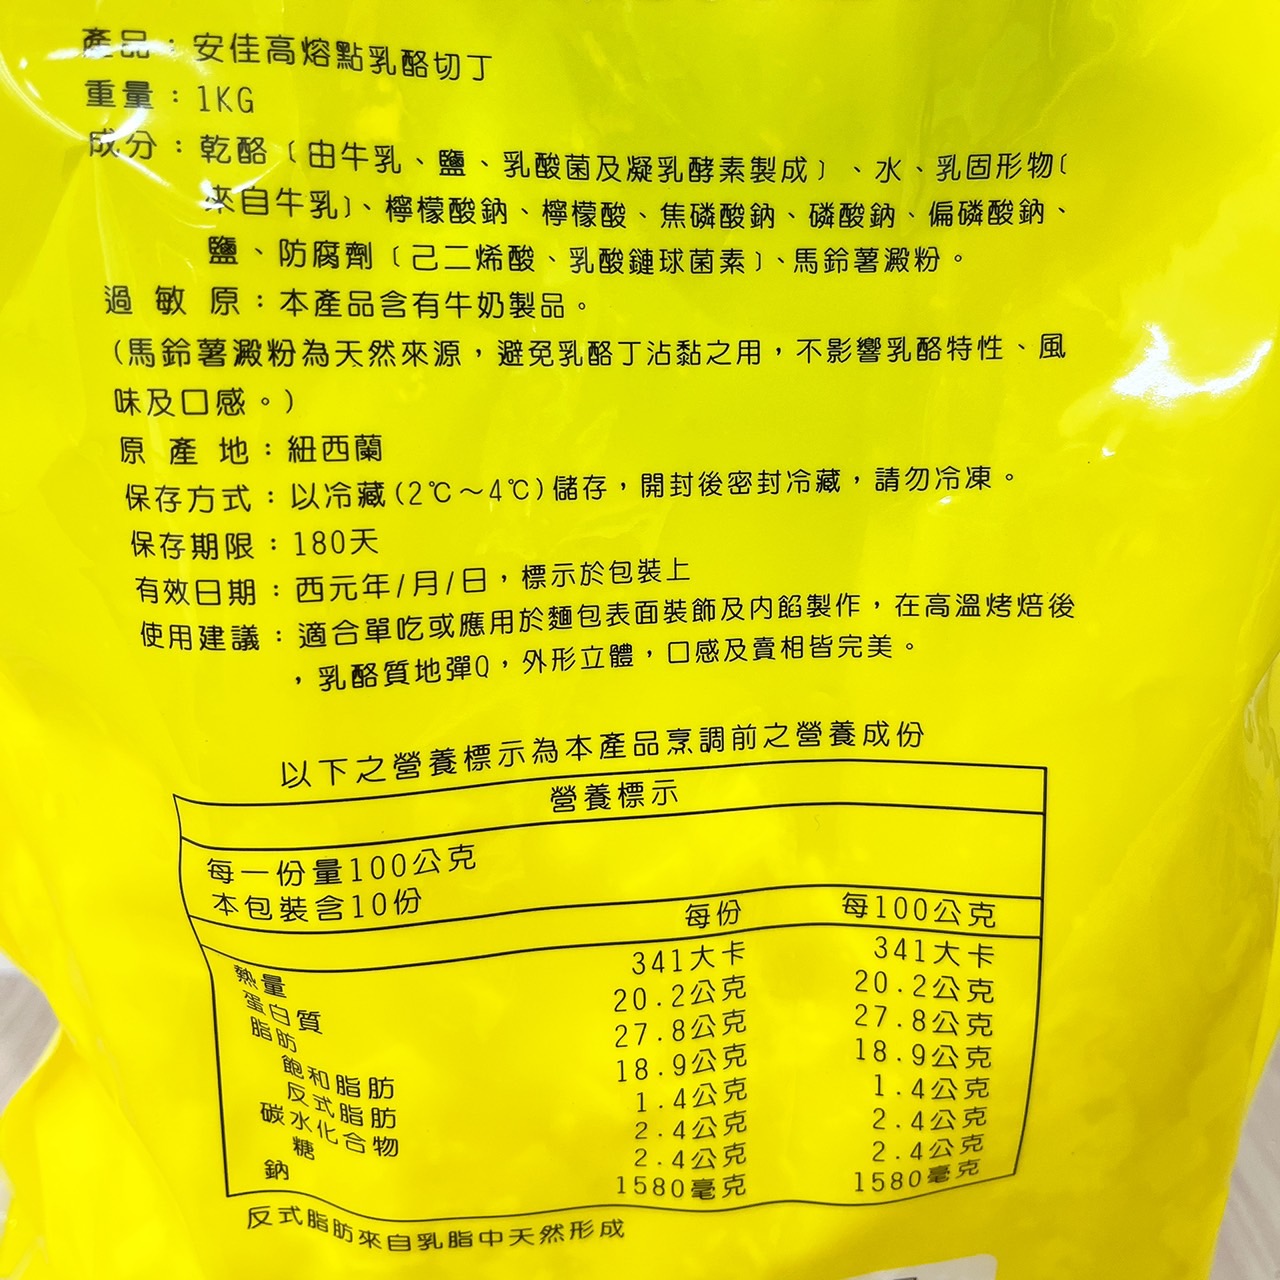 產品：安佳高熔點乳酪切丁
重量：1KG
成分：乾酪〔由牛乳、鹽、乳酸菌及凝乳酵素製成〕、水、乳固形物〔
來自牛乳〕、檸檬酸鈉、檸檬酸、焦磷酸鈉、磷酸鈉、偏磷酸鈉、
鹽、防腐劑〔己二烯酸、乳酸鏈球菌素〕、馬鈴薯澱粉。
過敏原：本產品含有牛奶製品。
(馬鈴薯澱粉為天然來源，避免乳酪丁沾黏之用，不影響乳酪特性、風
味及口感。)
原產地：紐西蘭
保存方式：以冷藏(2℃～4℃)儲存，開封後密封冷藏，請勿冷凍。
保存期限：180天
有效日期：西元年/月/日，標示於包裝上
使用建議：適合單吃或應用於麵包表面裝飾及內餡製作，在高溫烤焙後
，乳酪質地彈Q，外形立體，口感及賣相皆完美。
以下之營養標示為本產品烹調前之營養成份
營養標示
每一份量100公克
本包裝含10份
每份 每100公克
熱量 341大卡 341大卡
蛋白質 20.2公克 20.2公克
脂肪 27.8公克 27.8公克
飽和脂肪 18.9公克 18.9公克
反式脂肪 1.4公克 1.4公克
碳水化合物 2.4公克 2.4公克
糖 2.4公克 2.4公克
鈉 1580毫克 1580毫克
反式脂肪來自乳脂中天然形成